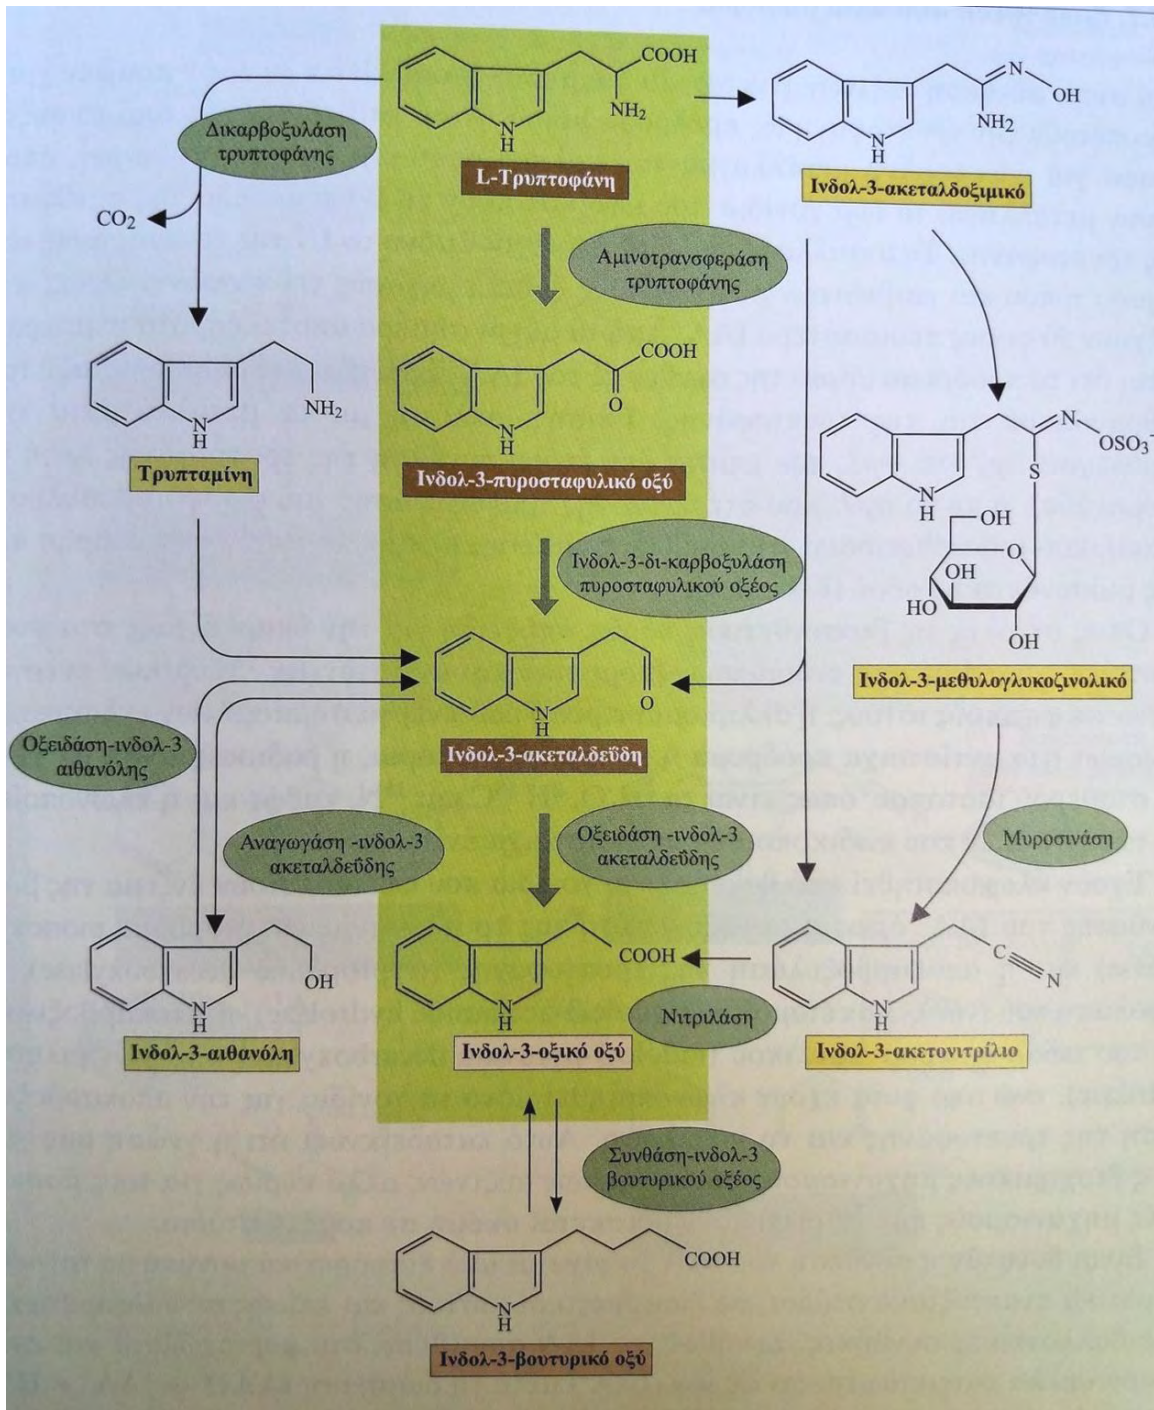 COOH
NH2
N
H
L-Τρυπτοφάνη
N
OH
NH2
N
H
Ινδολ-3-ακεταλδοξιμικό
Δικαρβοξυλάση
τρυπτοφάνης
CO2
Αμινοτρανσφεράση
τρυπτοφάνης
NH2
N
H
Τρυπταμίνη
COOH
O
N
H
Ινδολ-3-πυροσταφυλικό οξύ
N
OSO3-
S
N
H
OH
O
OH
HO
OH
Ινδολ-3-μεθυλογλυκοζινολικό
Ινδολ-3-δι-καρβοξυλάση
πυροσταφυλικού οξέος
O
N
H
Ινδολ-3-ακεταλδεΰδη
Οξειδάση-ινδολ-3
αιθανόλης
Αναγωγάση -ινδολ-3
ακεταλδεΰδης
Οξειδάση -ινδολ-3
ακεταλδεΰδης
Μυροσινάση
OH
N
H
Ινδολ-3-αιθανόλη
COOH
N
H
Ινδολ-3-οξικό οξύ
Νιτριλάση
C
N
N
H
Ινδολ-3-ακετονιτρίλιο
Συνθάση-ινδολ-3
βουτυρικού οξέος
COOH
N
H
Ινδολ-3-βουτυρικό οξύ